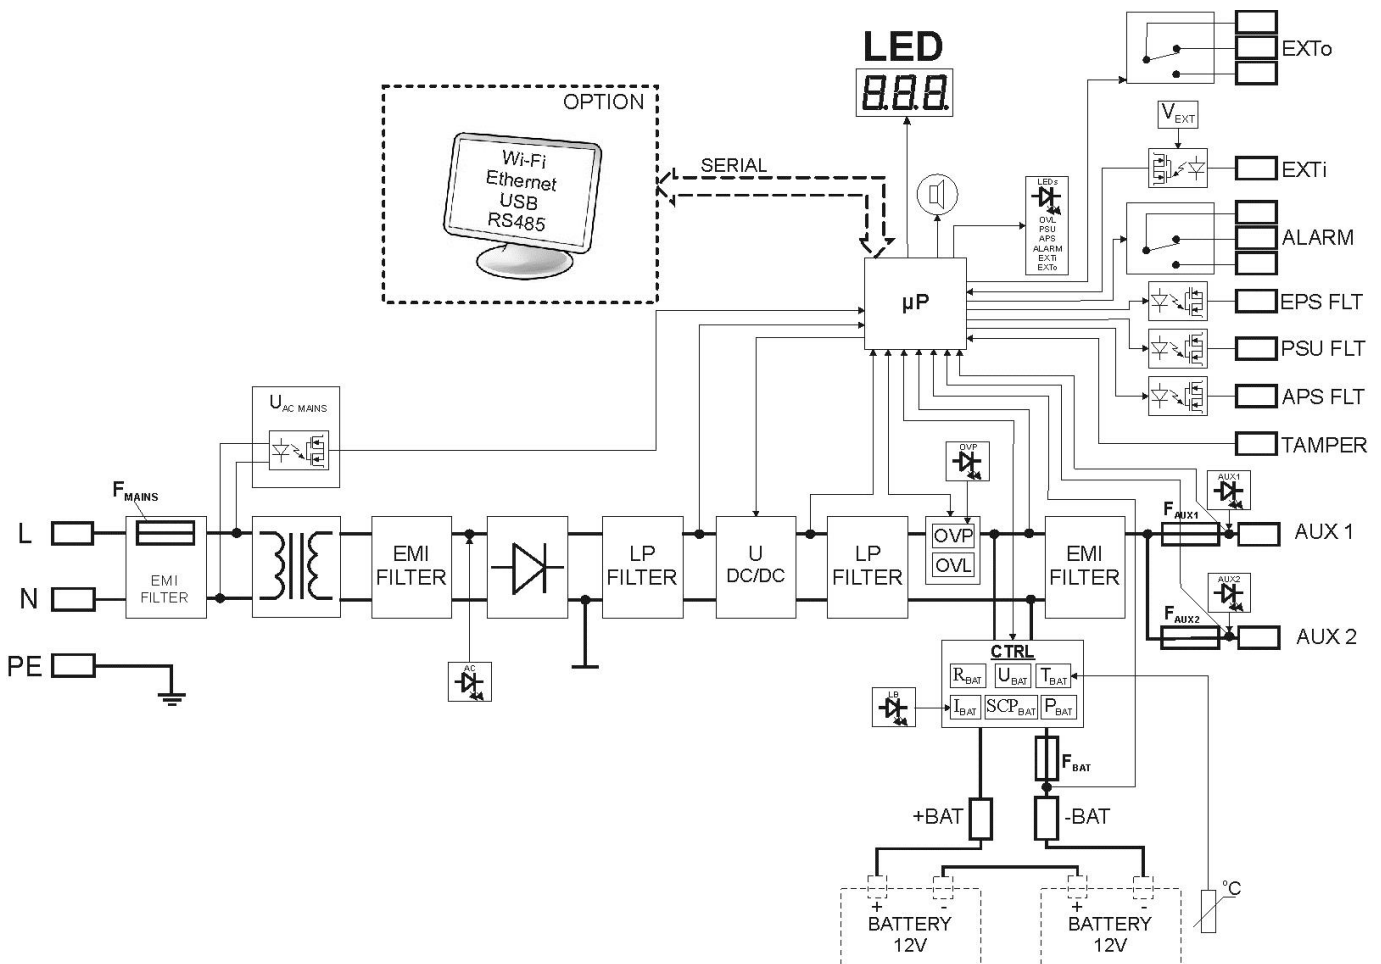 LED
8.8.8.
EXTo
OPTION
Wi-Fi
Ethernet
USB
RS485
SERIAL
VEXT
EXTi
LEDs
OVL
PSU
APS
ALARM
EXTi
EXTo
ALARM
µP
EPS FLT
PSU FLT
APS FLT
TAMPER
UAC MAINS
OVP
AUX1
FMAINS
FAUX1
L
EMI
FILTER
EMI
FILTER
LP
FILTER
U
DC/DC
LP
FILTER
OVP
OVL
EMI
FILTER
AUX 1
N
AUX2
FAUX2
AUX 2
PE
AC
CTRL
RBAT
UBAT
TBAT
LB
IBAT
SCPBAT
PBAT
FBAT
+BAT
-BAT
°C
+
-
+
-
BATTERY
12V
BATTERY
12V